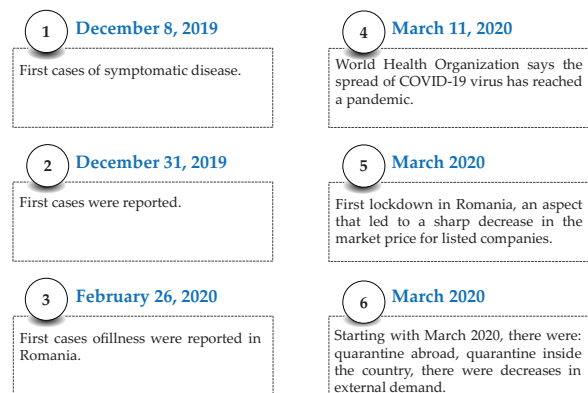 1 December 8, 2019
First cases of symptomatic disease.
2 December 31, 2019
First cases were reported.
3 February 26, 2020
First cases ofillness were reported in
Romania.
4 March 11, 2020
World Health Organization says the
spread of COVID-19 virus has reached
a pandemic.
5 March 2020
First lockdown in Romania, an aspect
that led to a sharp decrease in the
market price for listed companies.
6 March 2020
Starting with March 2020, there were:
quarantine abroad, quarantine inside
the country, there were decreases in
external demand.